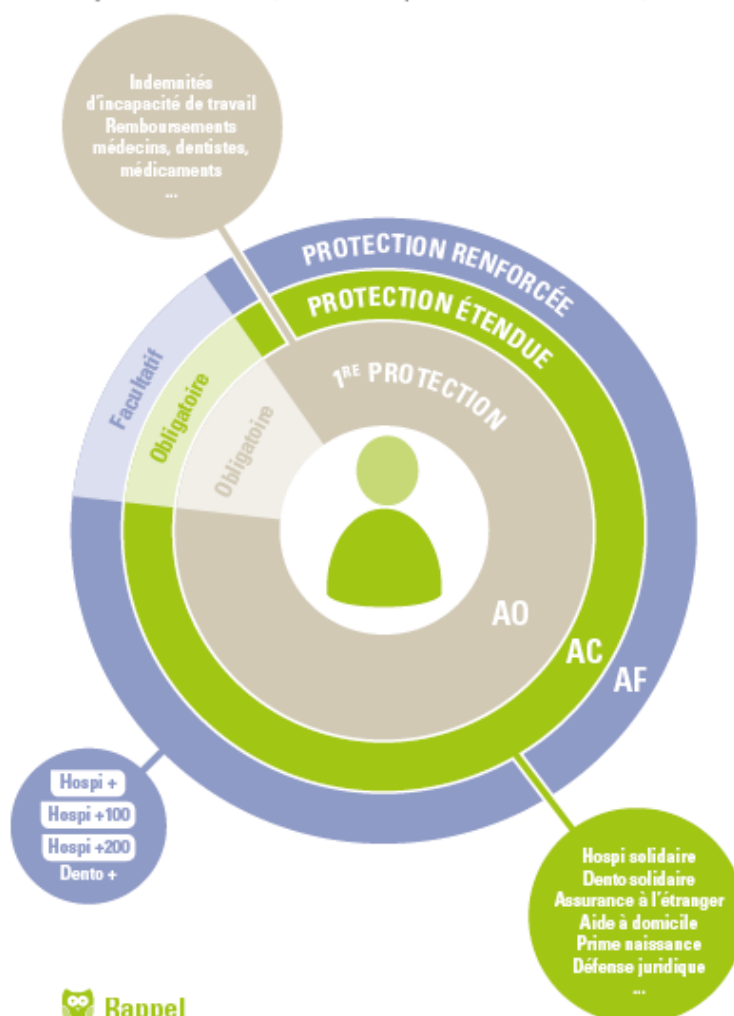 Indemnités
d'incapacité de travail
Remboursements
médecins, dentistes,
médicaments
...
PROTECTION RENFORCÉE
PROTECTION ÉTENDUE
1RE PROTECTION
Facultatif
Obligatoire
Obligatoire
AO
AC
AF
Hospi +
Hospi +100
Hospi +200
Dento +
Hospi solidaire
Dento solidaire
Assurance à l'étranger
Aide à domicile
Prime naissance
Défense juridique
...
Rappel